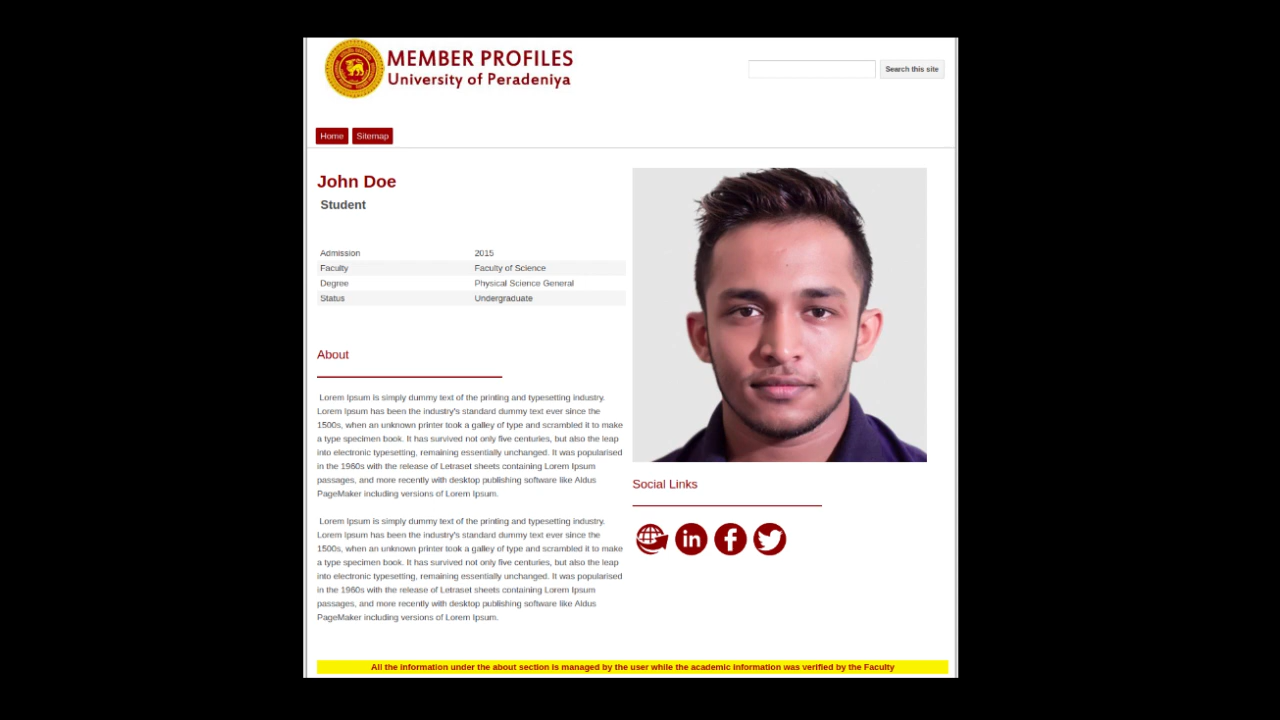 MEMBER PROFILES
University of Peradeniya
Search this site
Home Sitemap
John Doe
Student
Admission 2015
Faculty Faculty of Science
Degree Physical Science General
Status Undergraduate
About
Lorem Ipsum is simply dummy text of the printing and typesetting industry.
Lorem Ipsum has been the industry's standard dummy text ever since the
1500s, when an unknown printer took a galley of type and scrambled it to make
a type specimen book. It has survived not only five centuries, but also the leap
into electronic typesetting, remaining essentially unchanged. It was popularised
in the 1960s with the release of Letraset sheets containing Lorem Ipsum
passages, and more recently with desktop publishing software like Aldus
PageMaker including versions of Lorem Ipsum.
Lorem Ipsum is simply dummy text of the printing and typesetting industry.
Lorem Ipsum has been the industry's standard dummy text ever since the
1500s, when an unknown printer took a galley of type and scrambled it to make
a type specimen book. It has survived not only five centuries, but also the leap
into electronic typesetting, remaining essentially unchanged. It was popularised
in the 1960s with the release of Letraset sheets containing Lorem Ipsum
passages, and more recently with desktop publishing software like Aldus
PageMaker including versions of Lorem Ipsum.
Social Links
in f
All the information under the about section is managed by the user while the academic information was verified by the Faculty